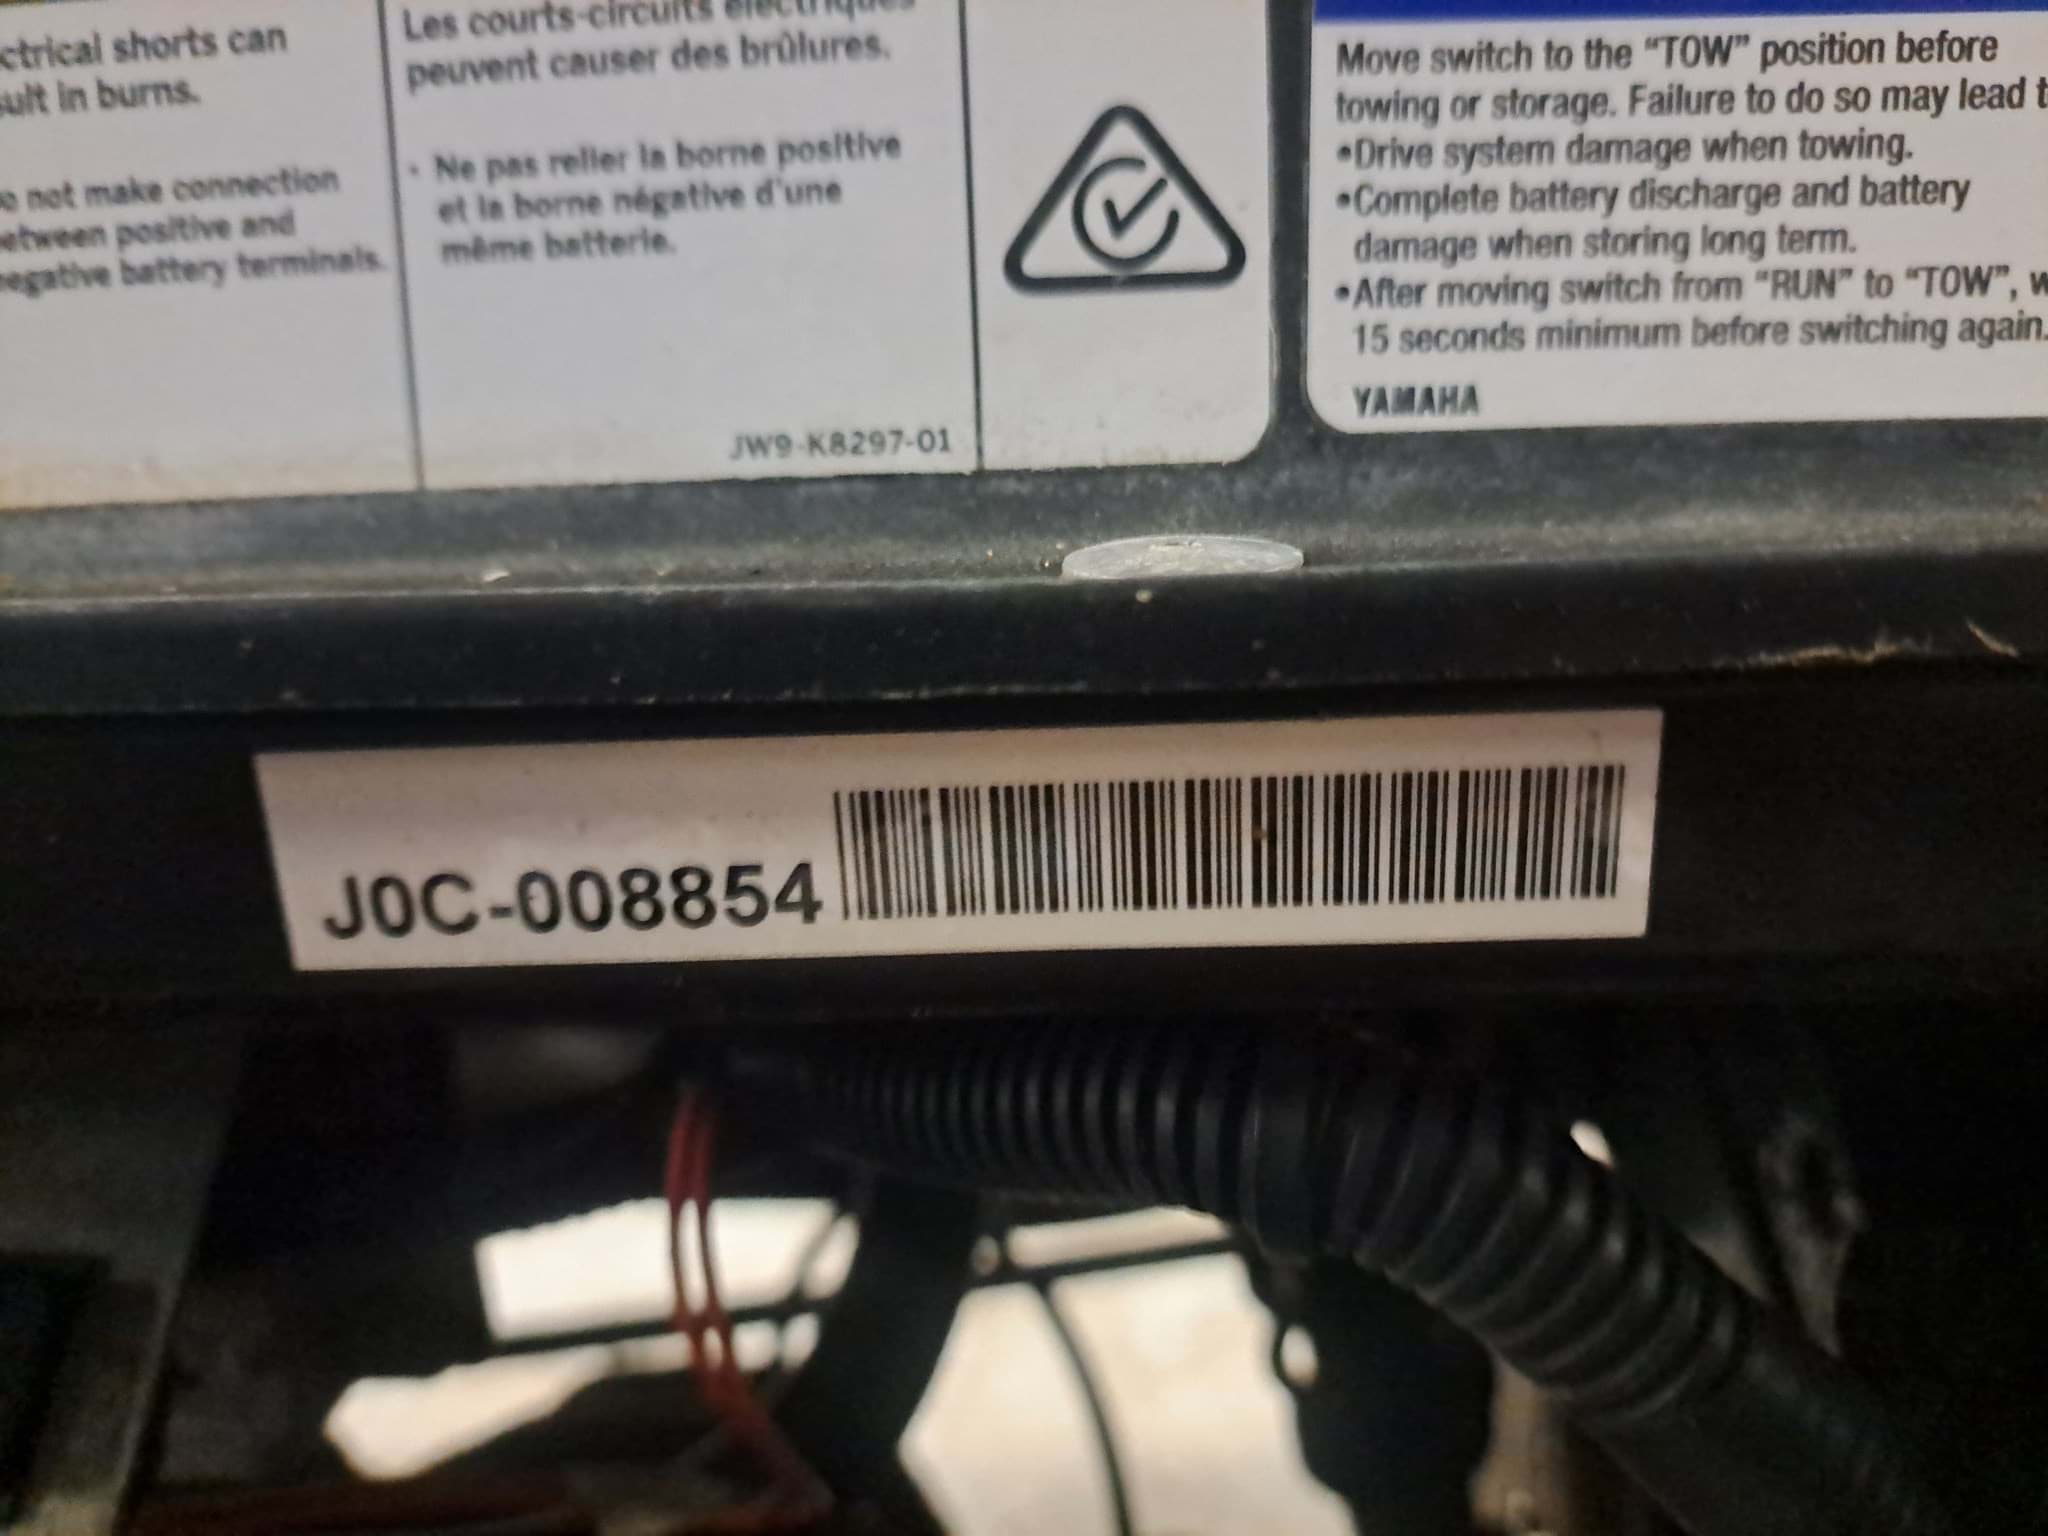 ctrical shorts can
sult in burns.
o not make connection
between positive and
negative battery terminals.
Les courts-circuits électriques
peuvent causer des brûlures.
· Ne pas relier la borne positive
et la borne négative d'une
même batterie.
JW9-K8297-01
Move switch to the “TOW” position before
towing or storage. Failure to do so may lead t
•Drive system damage when towing.
•Complete battery discharge and battery
damage when storing long term.
•After moving switch from “RUN” to “TOW”, w
15 seconds minimum before switching again.
YAMAHA
J0C-008854